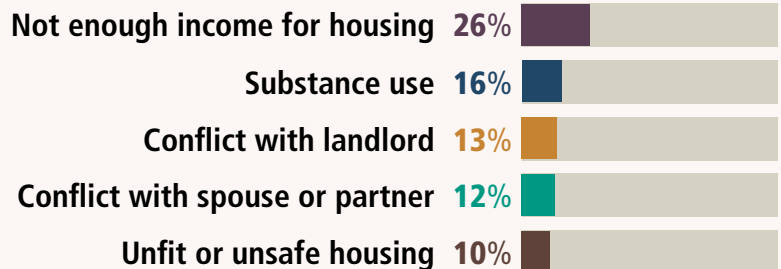 Not enough income for housing 26%
Substance use 16%
Conflict with landlord 13%
Conflict with spouse or partner 12%
Unfit or unsafe housing 10%